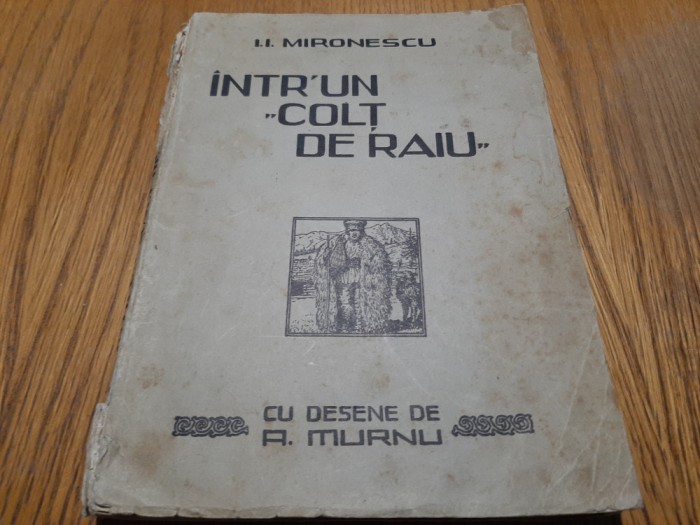 I.I. MIRONESCU
ÎNTR'UN
"COLȚ
DE RAIU"
CU DESENE DE
A. MURNU